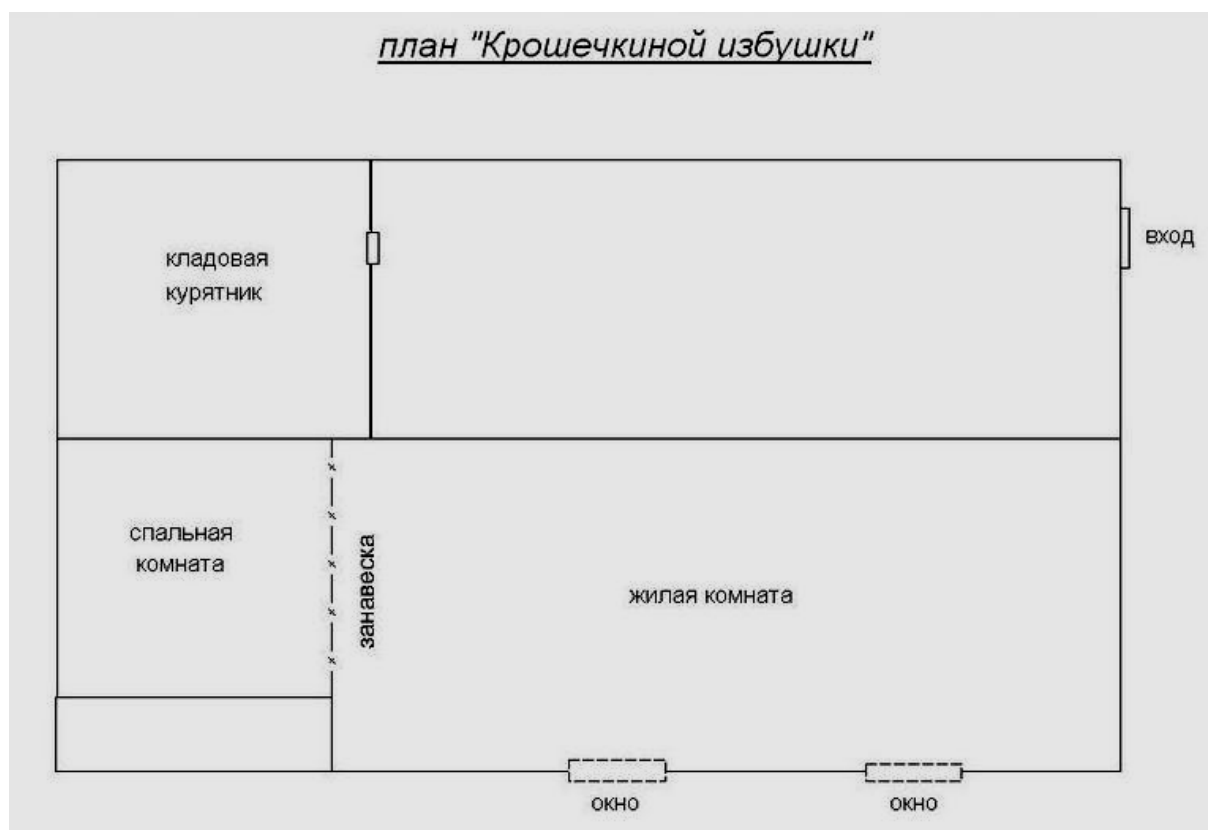 план "Крошечкиной избушки"
вход
кладовая
курятник
спальная
комната
занавеска
жилая комната
окно
окно